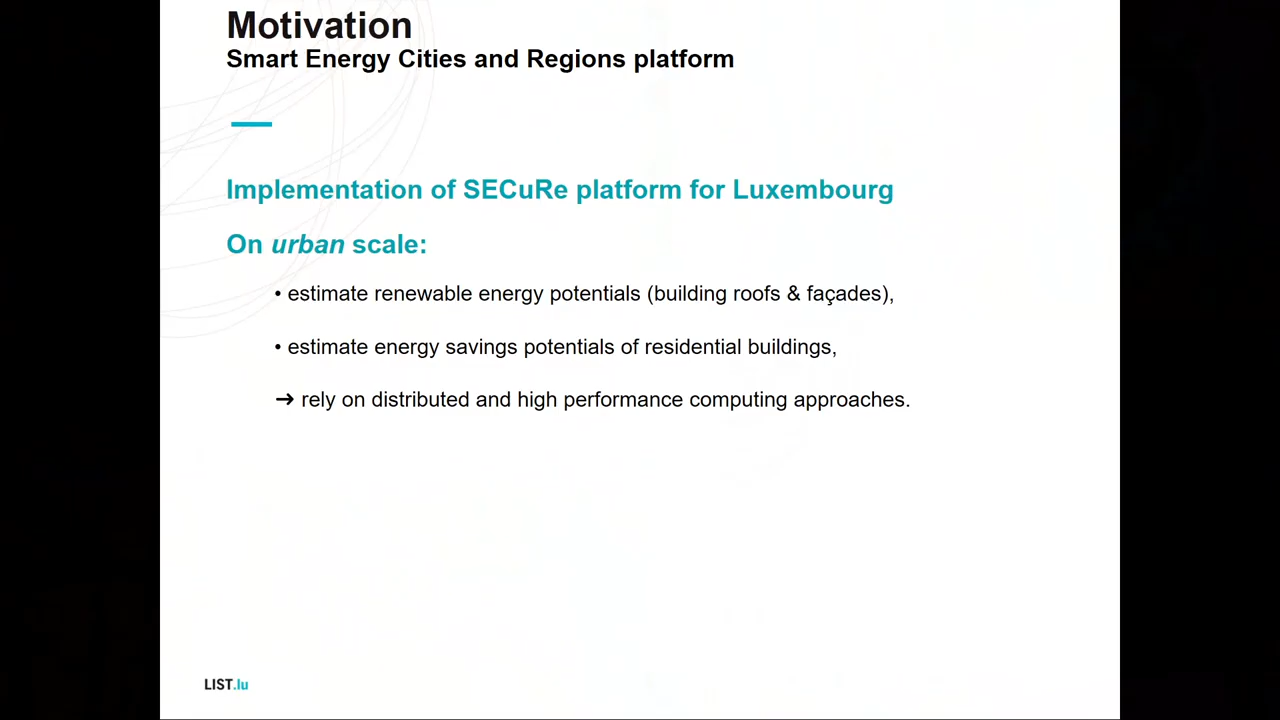 Motivation
Smart Energy Cities and Regions platform
Implementation of SECuRe platform for Luxembourg
On urban scale:
• estimate renewable energy potentials (building roofs & façades),
• estimate energy savings potentials of residential buildings,
➔ rely on distributed and high performance computing approaches.
LIST.lu